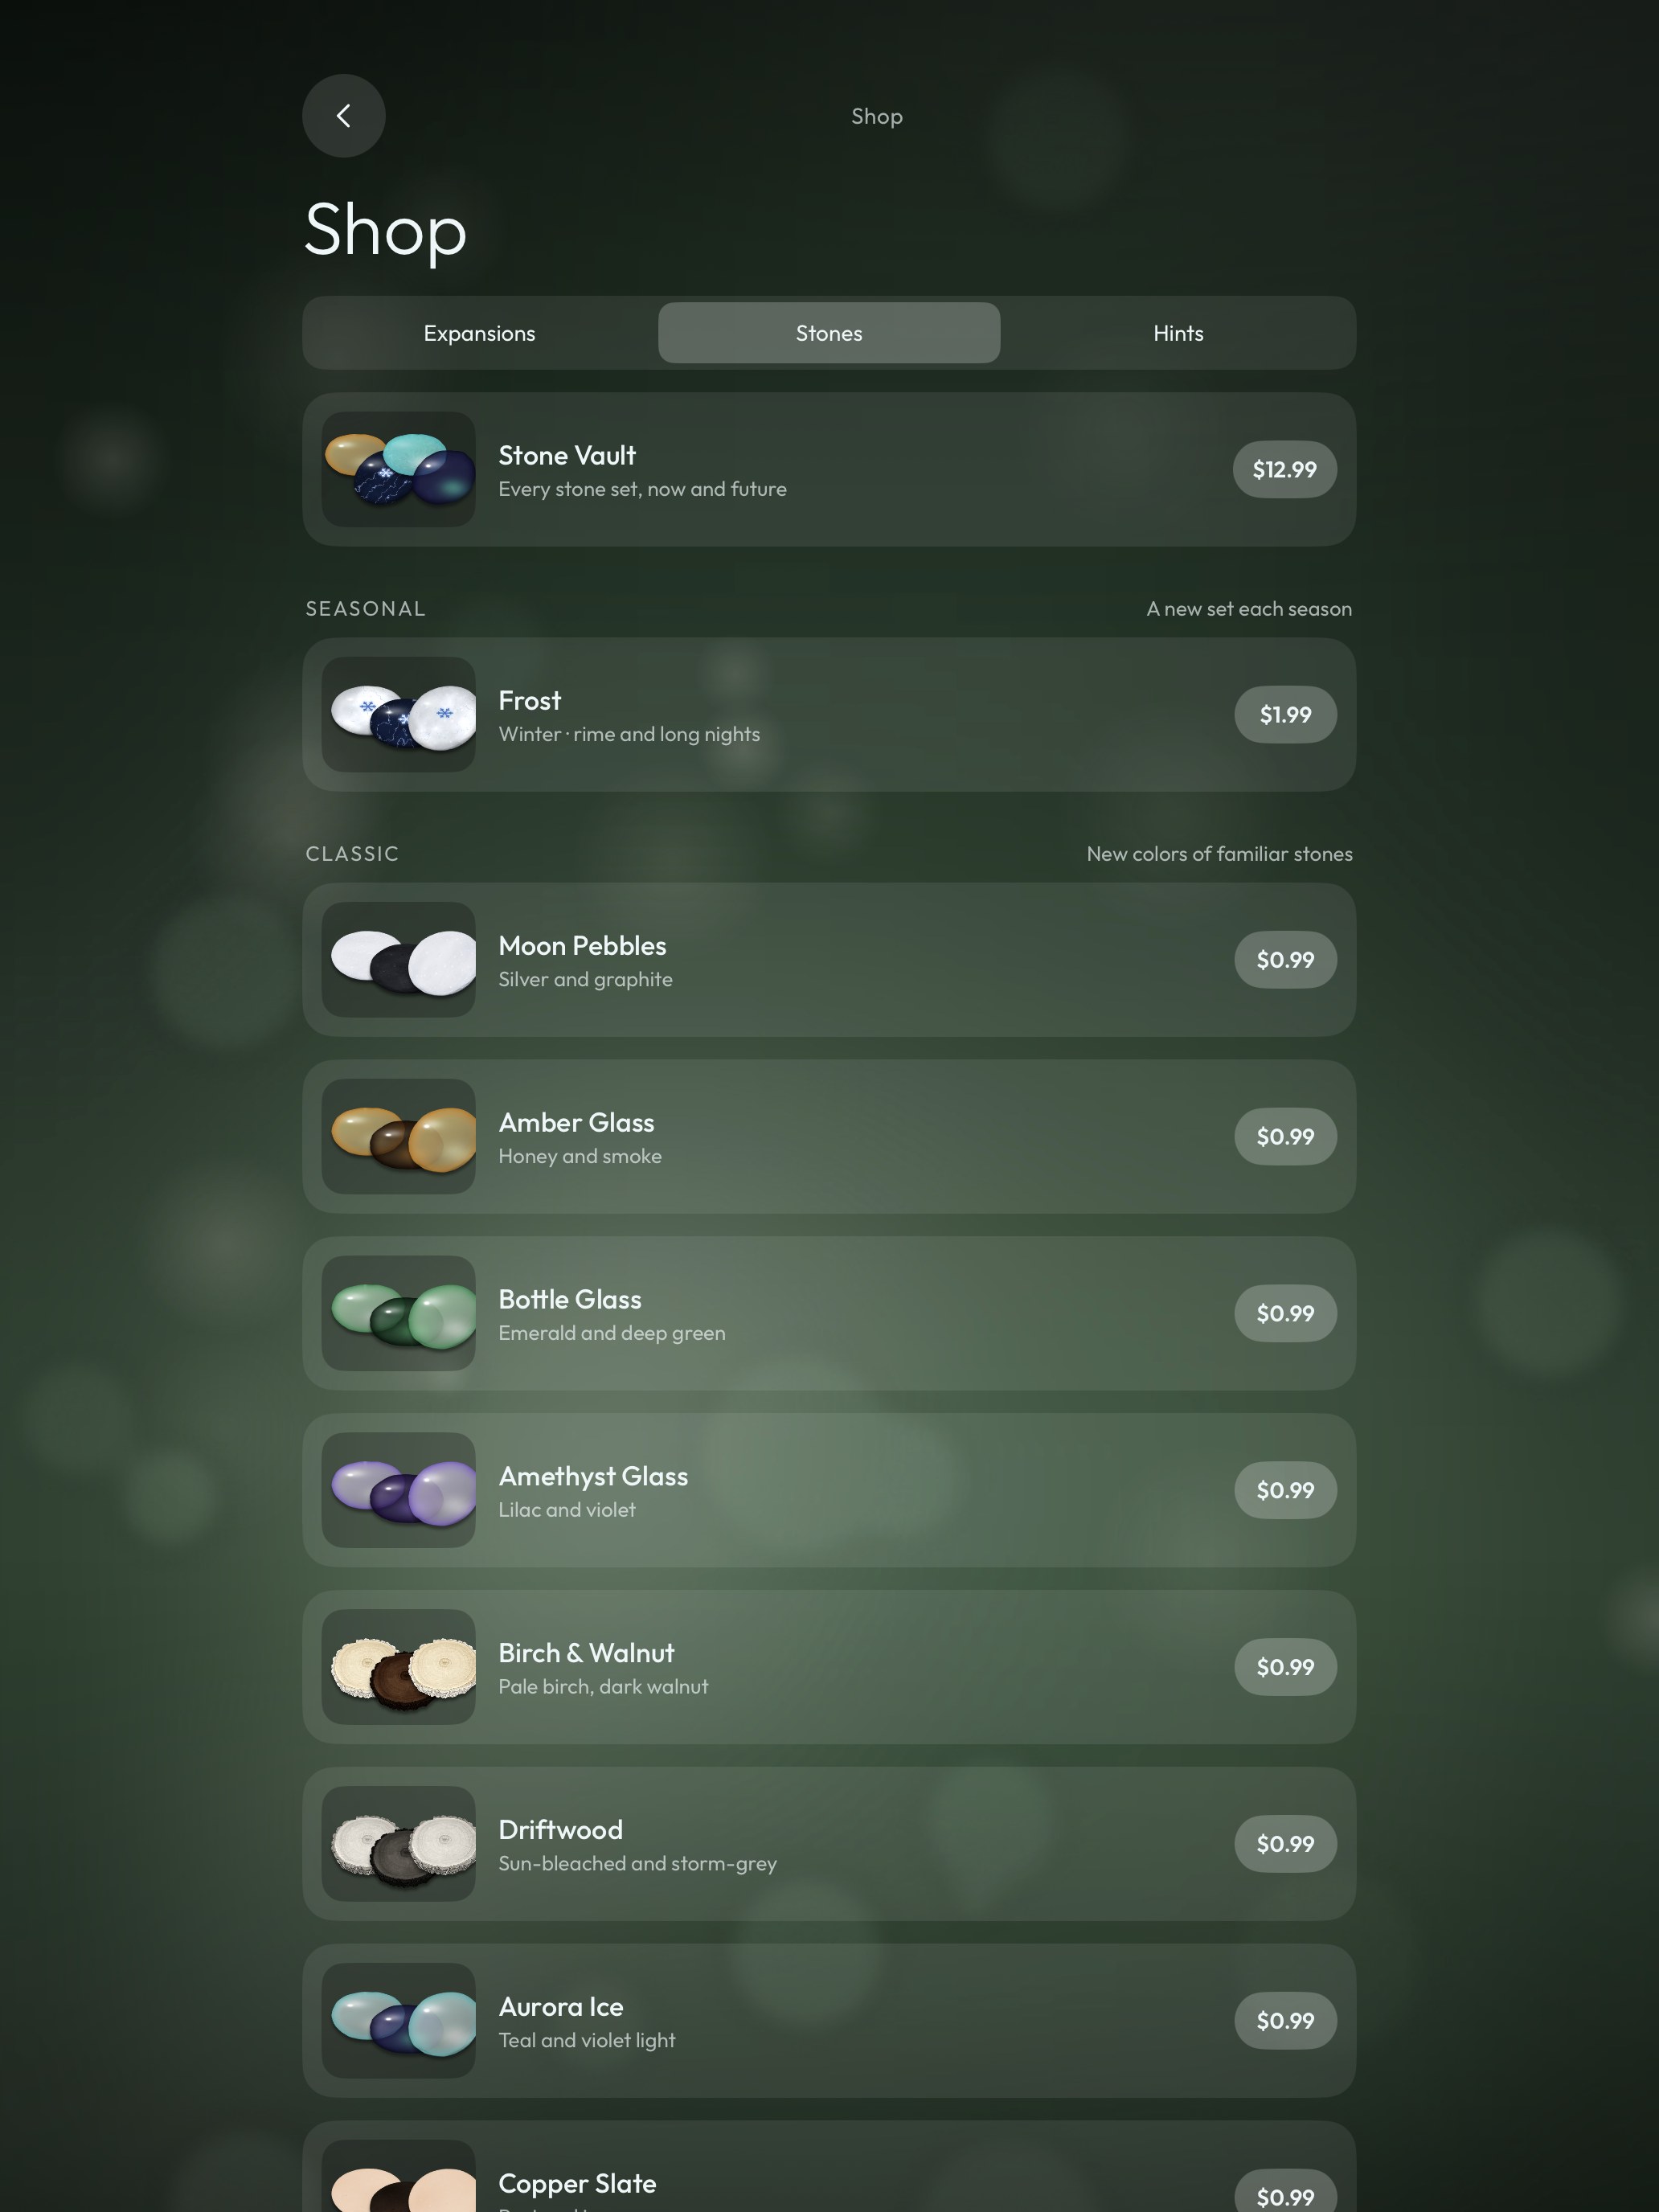 Shop
Shop
Expansions Stones Hints
Stone Vault
Every stone set, now and future
$12.99
SEASONAL A new set each season
Frost
Winter · rime and long nights
$1.99
CLASSIC New colors of familiar stones
Moon Pebbles
Silver and graphite
$0.99
Amber Glass
Honey and smoke
$0.99
Bottle Glass
Emerald and deep green
$0.99
Amethyst Glass
Lilac and violet
$0.99
Birch & Walnut
Pale birch, dark walnut
$0.99
Driftwood
Sun-bleached and storm-grey
$0.99
Aurora Ice
Teal and violet light
$0.99
Copper Slate
$0.99